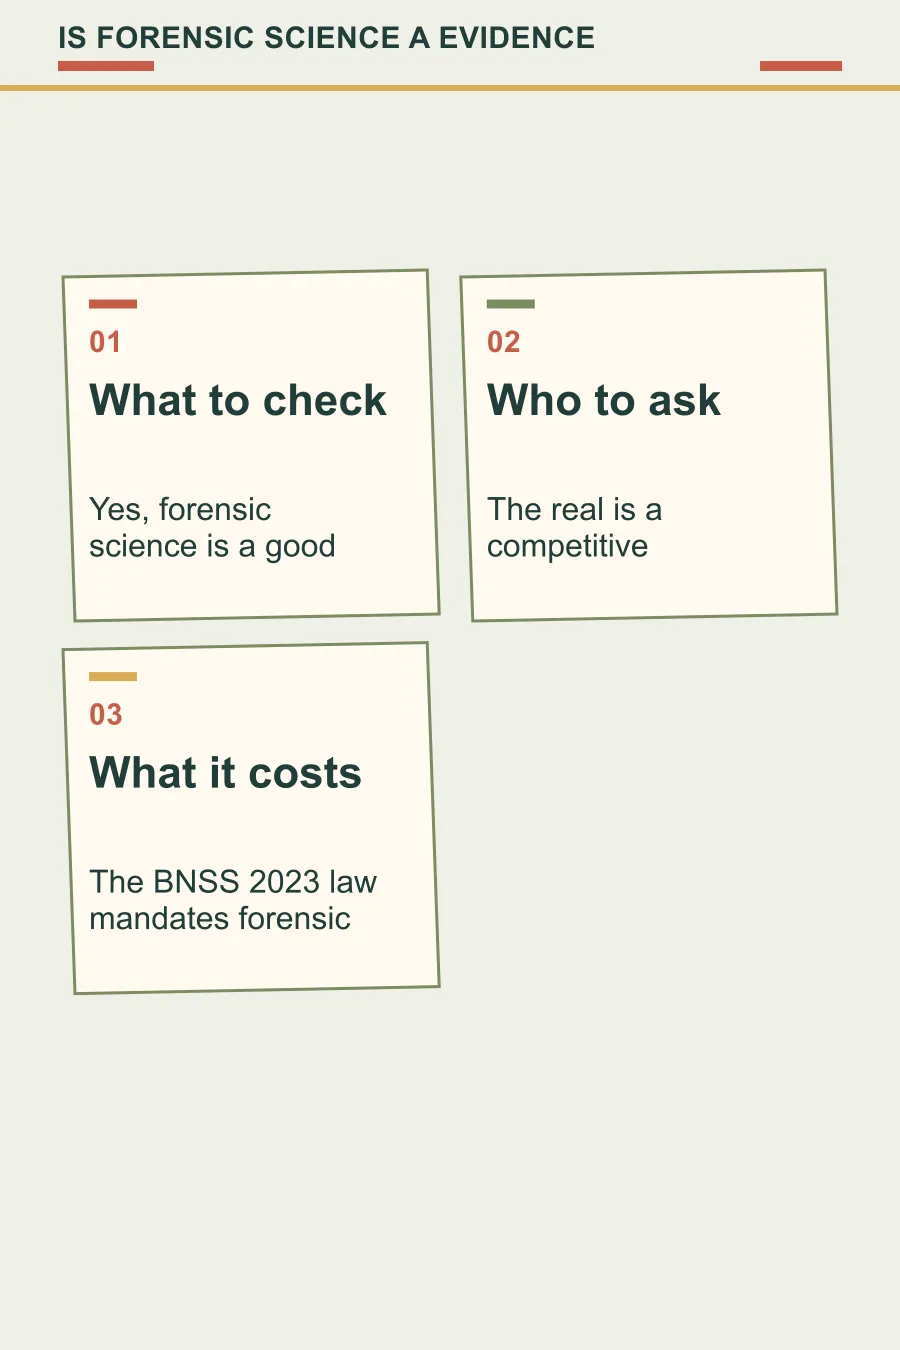 IS FORENSIC SCIENCE A EVIDENCE
01
What to check
Yes, forensic
science is a good
02
Who to ask
The real is a
competitive
03
What it costs
The BNSS 2023 law
mandates forensic